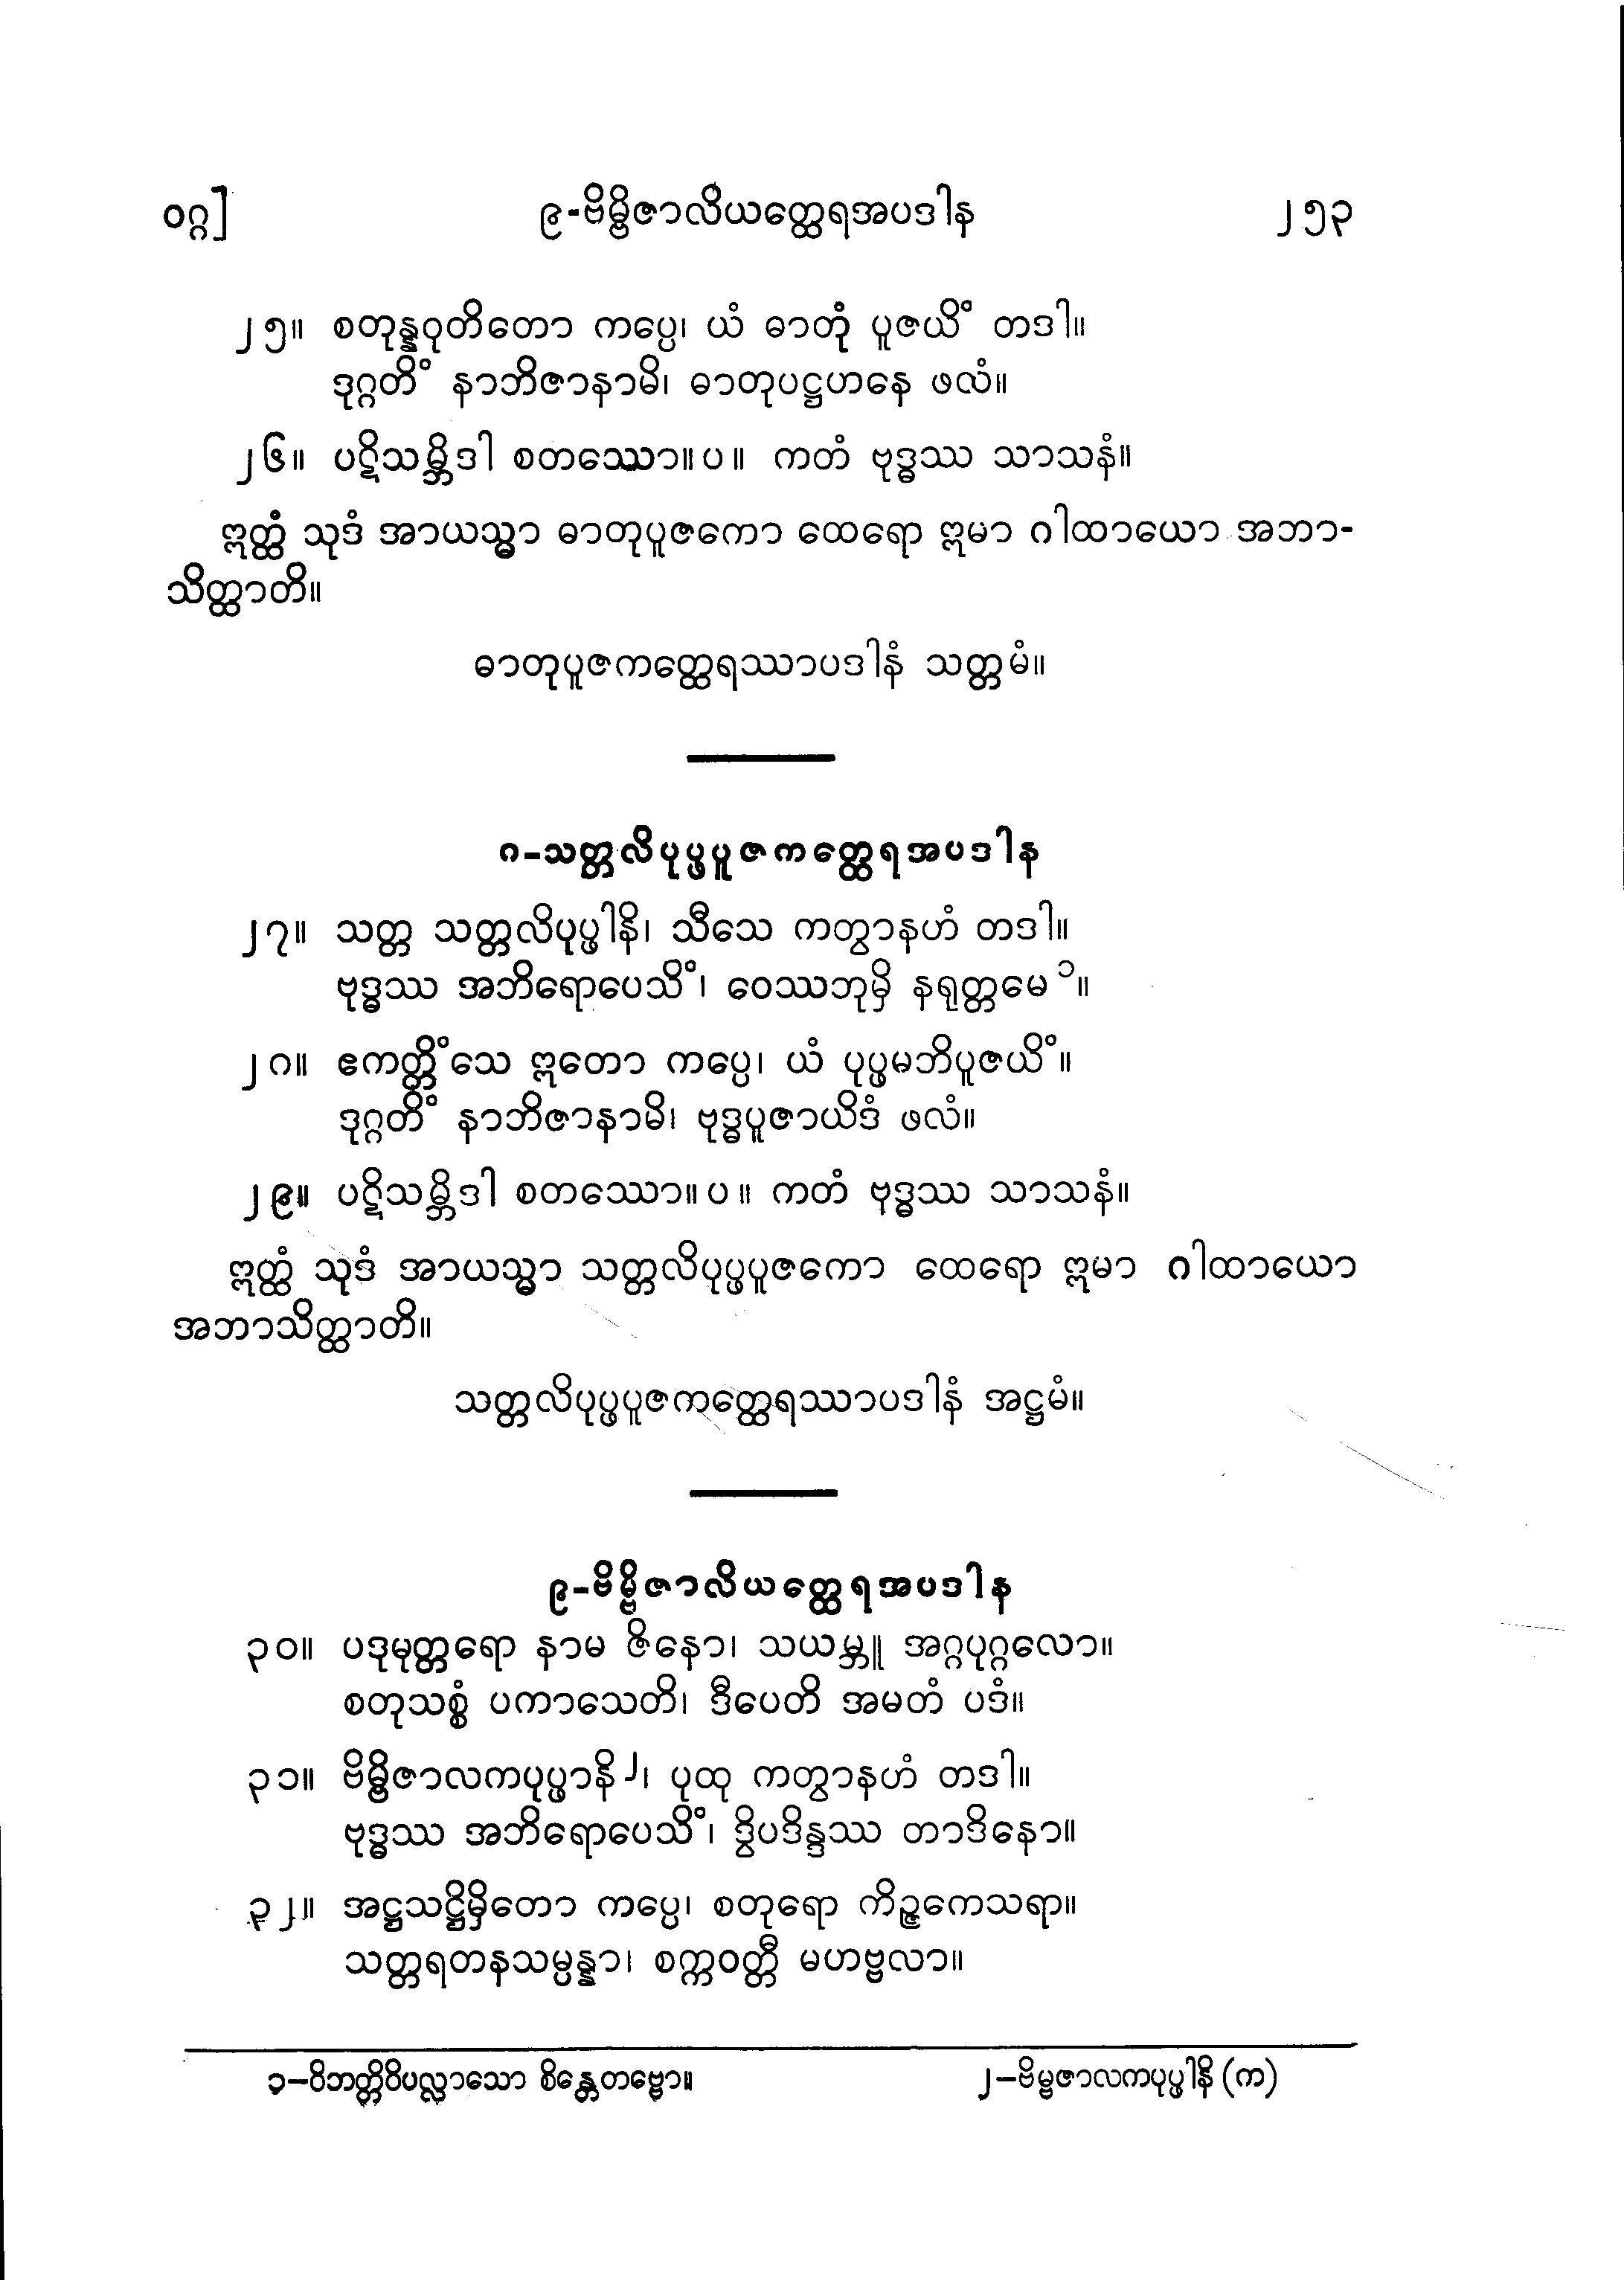 ဝဂ္ဂ] ၉-ဗိမ္ဗိဇာလိယတ္ထေရအပဒါန ၂၅၃
၂၅။ စတုန္နဝုတိတော ကပ္ပေ၊ ယံ ဓာတုံ ပူဇယိံ တဒါ။
ဒုဂ္ဂတိံ နာဘိဇာနာမိ၊ ဓာတုပဋ္ဌဟနေ ဖလံ။
၂၆။ ပဋိသမ္ဘိဒါ စတဿော။ပ။ ကတံ ဗုဒ္ဓဿ သာသနံ။
ဣတ္ထံ သုဒံ အာယသ္မာ ဓာတုပူဇကော ထေရော ဣမာ ဂါထာယော အဘာ-
သိတ္ထာတိ။
ဓာတုပူဇကတ္ထေရဿာပဒါနံ သတ္တမံ။
၈-သတ္တလိပုပ္ဖပူဇကတ္ထေရအပဒါန
၂၇။ သတ္တ သတ္တလိပုပ္ဖါနိ၊ သီသေ ကတွာနဟံ တဒါ။
ဗုဒ္ဓဿ အဘိရောပေသိံ၊ ဝေဿဘုမှိ နရုတ္တမေ ၁။
၂၈။ ဧကတ္တိံသေ ဣတော ကပ္ပေ၊ ယံ ပုပ္ဖမဘိပူဇယိံ။
ဒုဂ္ဂတိံ နာဘိဇာနာမိ၊ ဗုဒ္ဓပူဇာယိဒံ ဖလံ။
၂၉။ ပဋိသမ္ဘိဒါ စတဿော။ပ။ ကတံ ဗုဒ္ဓဿ သာသနံ။
ဣတ္ထံ သုဒံ အာယသ္မာ သတ္တလိပုပ္ဖပူဇကော ထေရော ဣမာ ဂါထာယော
အဘာသိတ္ထာတိ။
သတ္တလိပုပ္ဖပူဇကတ္ထေရဿာပဒါနံ အဋ္ဌမံ။
၉-ဗိမ္ဗိဇာလိယတ္ထေရအပဒါန
၃၀။ ပဒုမုတ္တရော နာမ ဇိနော၊ သယမ္ဘူ အဂ္ဂပုဂ္ဂလော။
စတုသစ္စံ ပကာသေတိ၊ ဒီပေတိ အမတံ ပဒံ။
၃၁။ ဗိမ္ဗိဇာလကပုပ္ဖာနိ ၂၊ ပုထု ကတွာနဟံ တဒါ။
ဗုဒ္ဓဿ အဘိရောပေသိံ၊ ဒွိပဒိန္ဒဿ တာဒိနော။
၃၂။ အဋ္ဌသဋ္ဌိမှိတော ကပ္ပေ၊ စတုရော ကိဉ္ဇကေသရာ။
သတ္တရတနသမ္ပန္နာ၊ စက္ကဝတ္တီ မဟဗ္ဗလာ။
၁–ဝိဘတ္တိဝိပလ္လာသော စိန္တေတဗ္ဗော။ ၂–ဗိမ္ဗဇာလကပုပ္ဖါနိ (က)